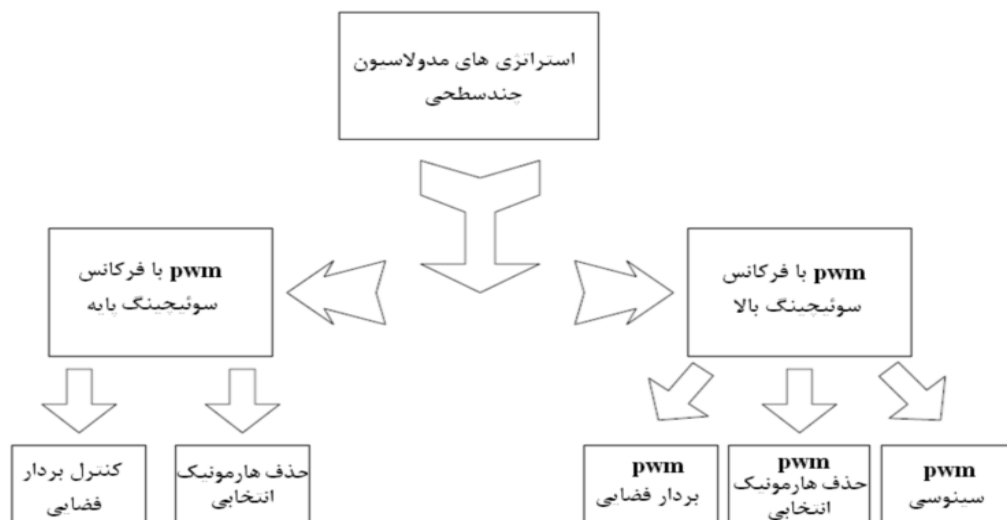 استراتژی های مدولاسیون
چندسطحی
pwm با فرکانس
سوئیچینگ بالا
pwm با فرکانس
سوئیچینگ پایه
pwm
سینوسی
pwm
حذف هارمونیک
انتخابی
pwm
بردار فضایی
حذف هارمونیک
انتخابی
کنترل بردار
فضایی